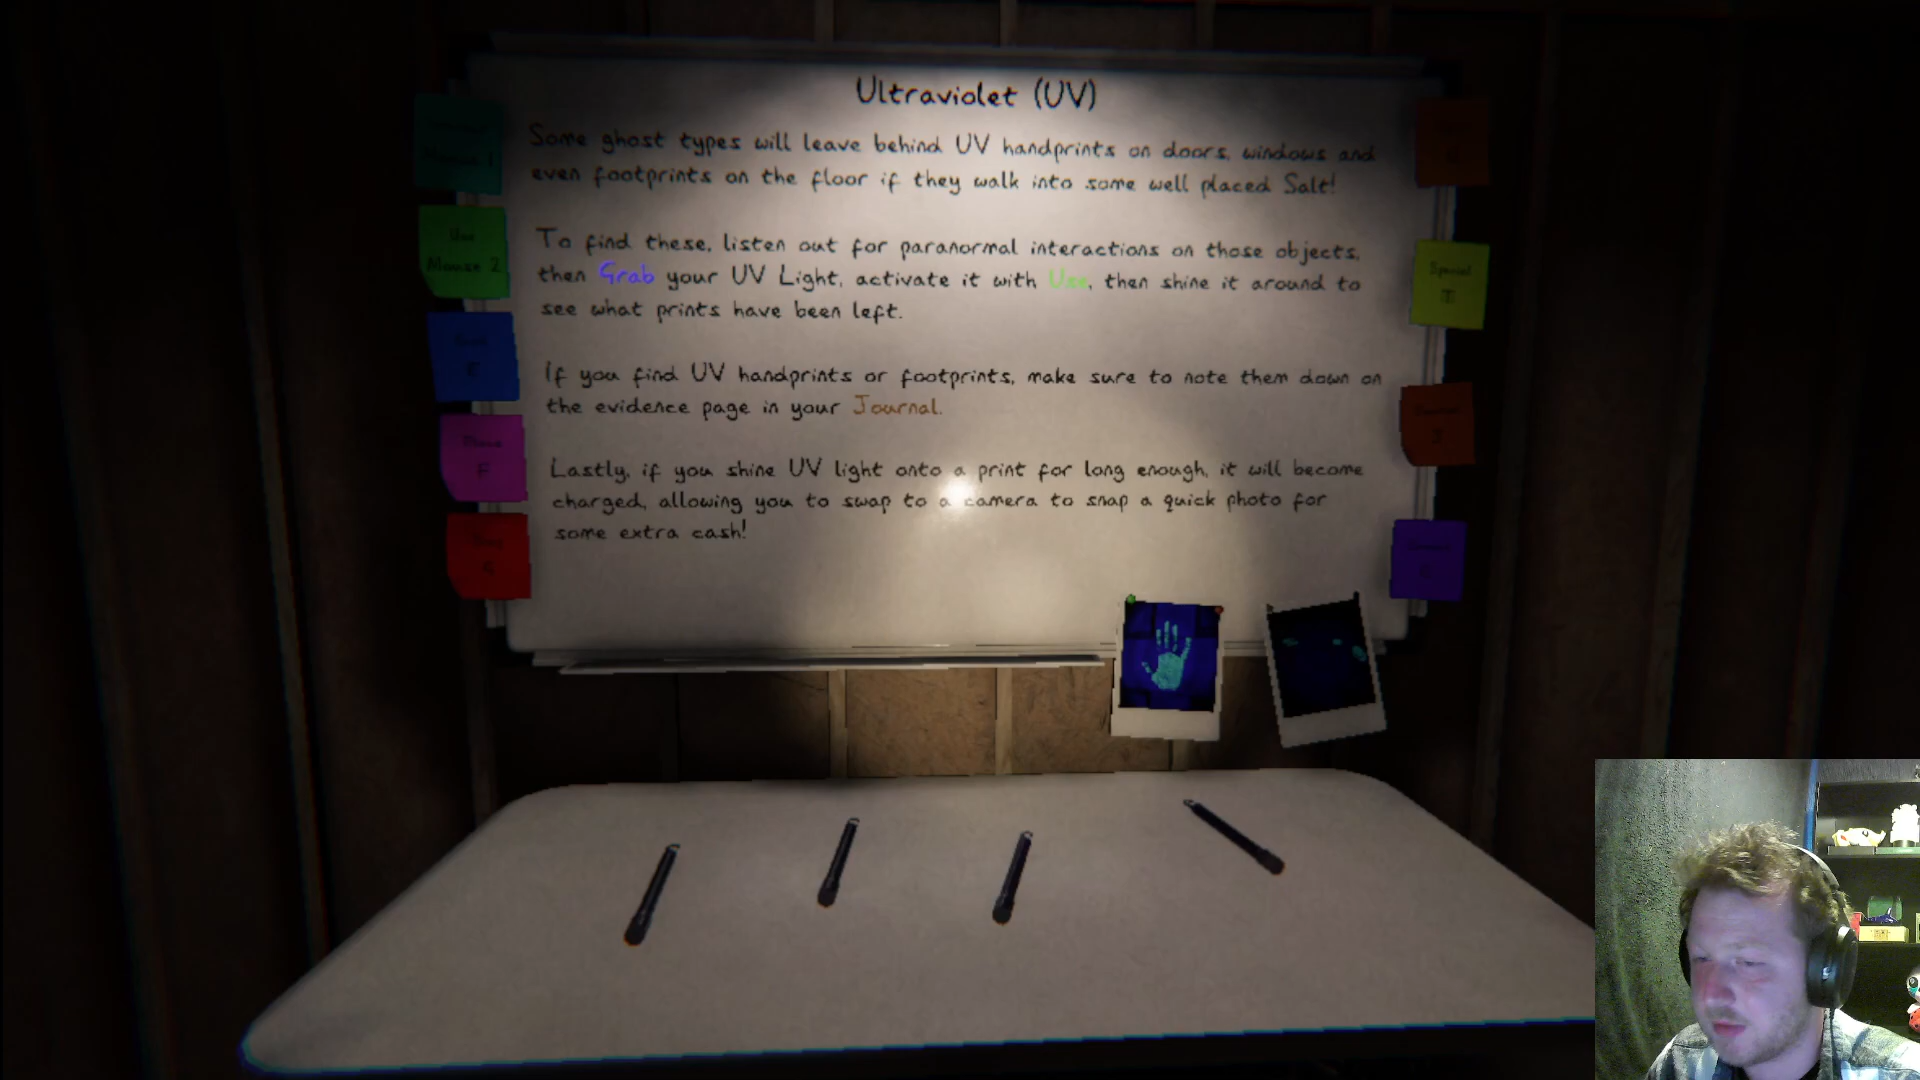 Ultraviolet (UV)
Some ghost types will leave behind UV handprints on doors, windows and
even footprints on the floor if they walk into some well placed Salt!
To find these, listen out for paranormal interactions on those objects,
then Grab your UV Light, activate it with Use, then shine it around to
see what prints have been left.
If you find UV handprints or footprints, make sure to note them down on
the evidence page in your Journal.
Lastly, if you shine UV light onto a print for long enough, it will become
charged, allowing you to swap to a camera to snap a quick photo for
some extra cash!
Use
Mouse 2
F
Special
T